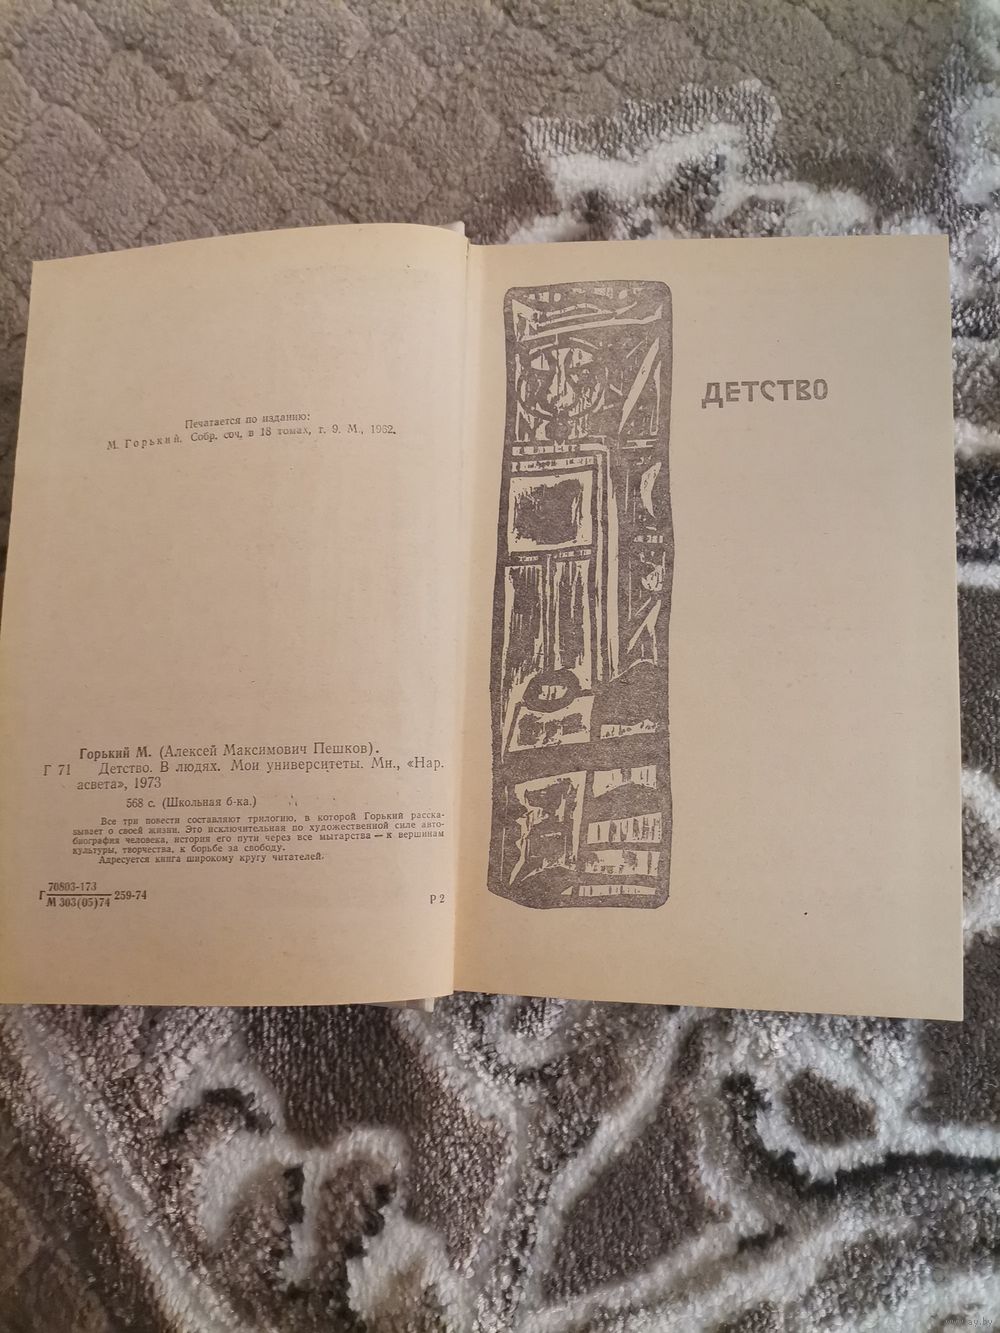 Печатается по изданию:
М. Горький. Собр. соч. в 18 томах, т. 9. М., 1962.
Горький М. (Алексей Максимович Пешков).
Г 71 Детство. В людях. Мои университеты. Мн., «Нар.
асвета», 1973
568 с. (Школьная б-ка.)
Все три повести составляют трилогию, в которой Горький расска-
зывает о своей жизни. Это исключительная по художественной силе авто-
биография человека, история его пути через все мытарства — к вершинам
культуры, творчества, к борьбе за свободу.
Адресуется книга широкому кругу читателей.
70803-173
Г 259-74
М 303(05)74
Р 2
ДЕТСТВО
www.ay.by